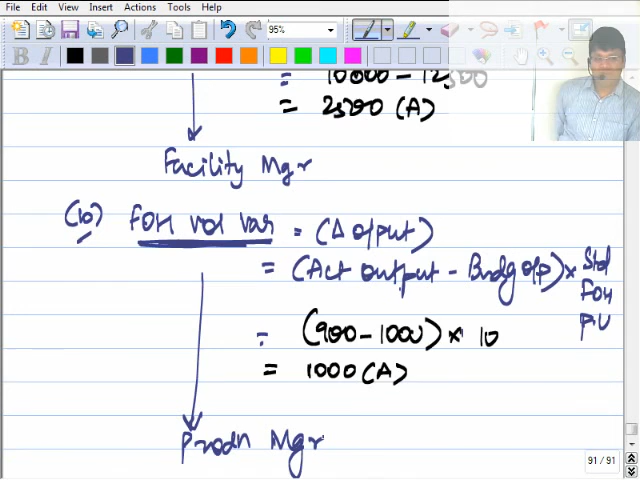 File Edit View Insert Actions Tools Help
95%
= 10000 - 12500
= 2500 (A)
Facility Mgr
(10) FOH vol var = (Δ o/put)
= (Act output - Budg o/p) × Std FOH P.U
= (900 - 1000) × 10
= 1000 (A)
Prodn Mgr
91 / 91